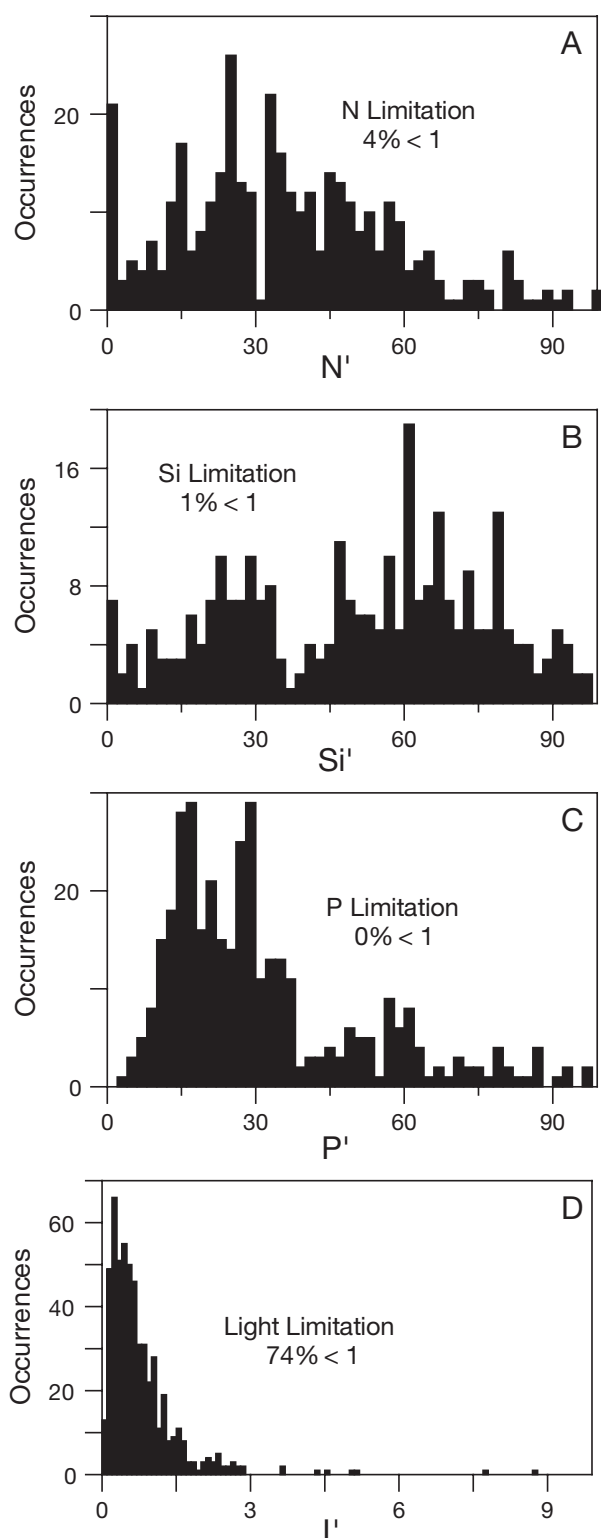 A
N Limitation
4% < 1
Occurrences
20
0
0 30 60 90
N'
B
Si Limitation
1% < 1
Occurrences
16
8
0
0 30 60 90
Si'
C
P Limitation
0% < 1
Occurrences
20
0
0 30 60 90
P'
D
Light Limitation
74% < 1
Occurrences
60
40
20
0
0 3 6 9
I'